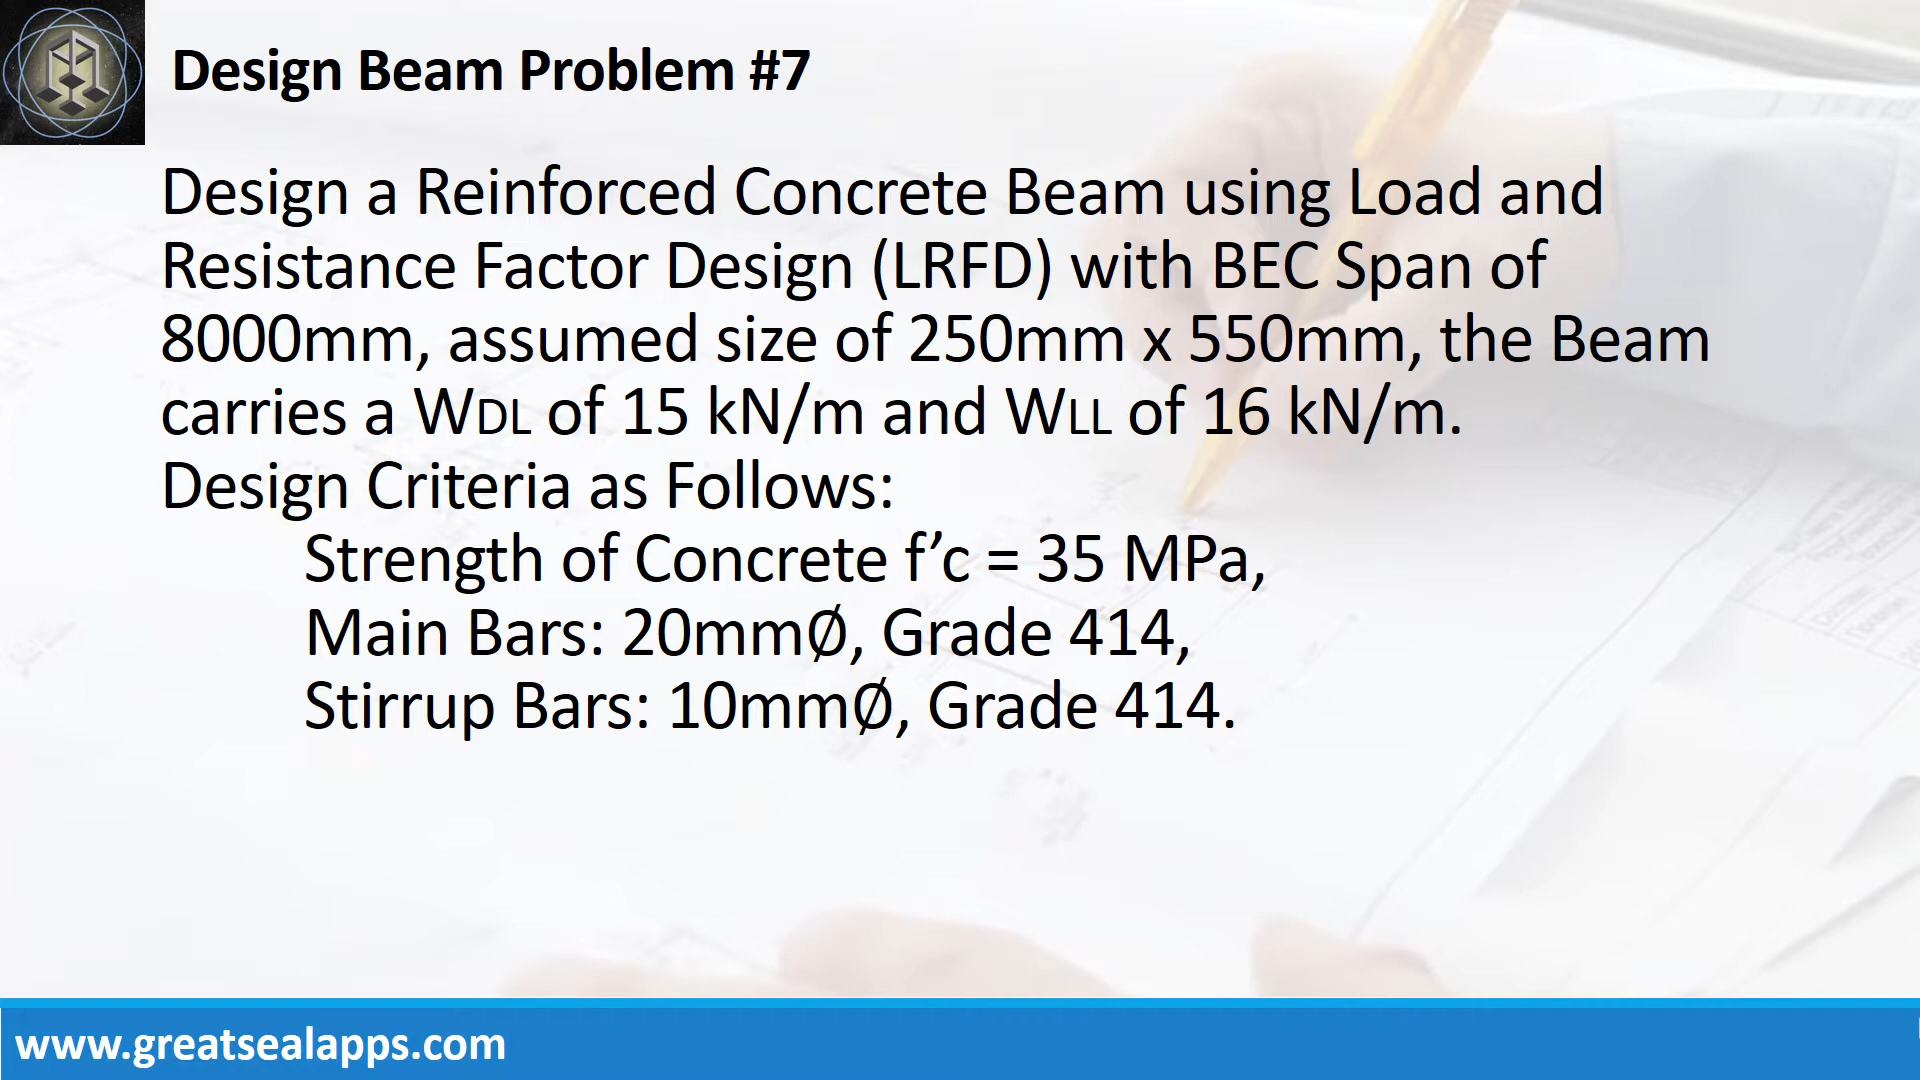 Design Beam Problem #7
Design a Reinforced Concrete Beam using Load and
Resistance Factor Design (LRFD) with BEC Span of
8000mm, assumed size of 250mm x 550mm, the Beam
carries a WDL of 15 kN/m and WLL of 16 kN/m.
Design Criteria as Follows:
Strength of Concrete f’c = 35 MPa,
Main Bars: 20mmØ, Grade 414,
Stirrup Bars: 10mmØ, Grade 414.
www.greatsealapps.com